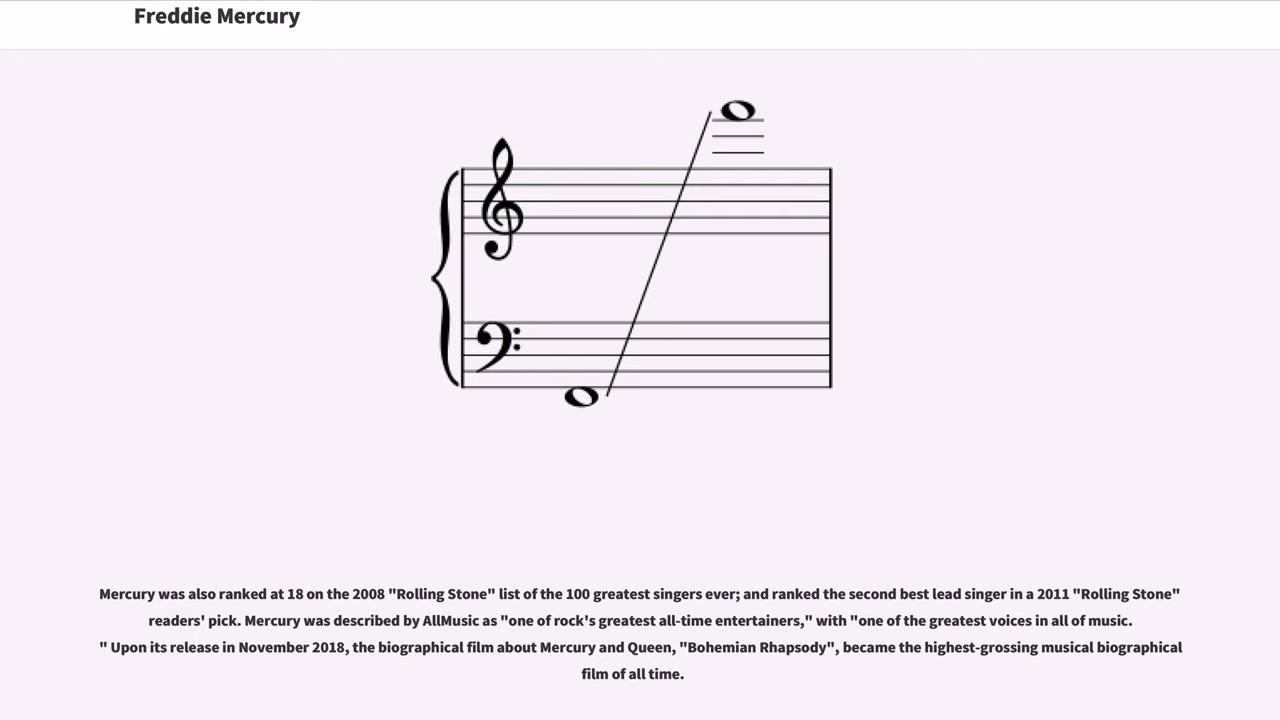 Freddie Mercury
Mercury was also ranked at 18 on the 2008 "Rolling Stone" list of the 100 greatest singers ever; and ranked the second best lead singer in a 2011 "Rolling Stone"
readers' pick. Mercury was described by AllMusic as "one of rock's greatest all-time entertainers," with "one of the greatest voices in all of music.
" Upon its release in November 2018, the biographical film about Mercury and Queen, "Bohemian Rhapsody", became the highest-grossing musical biographical
film of all time.